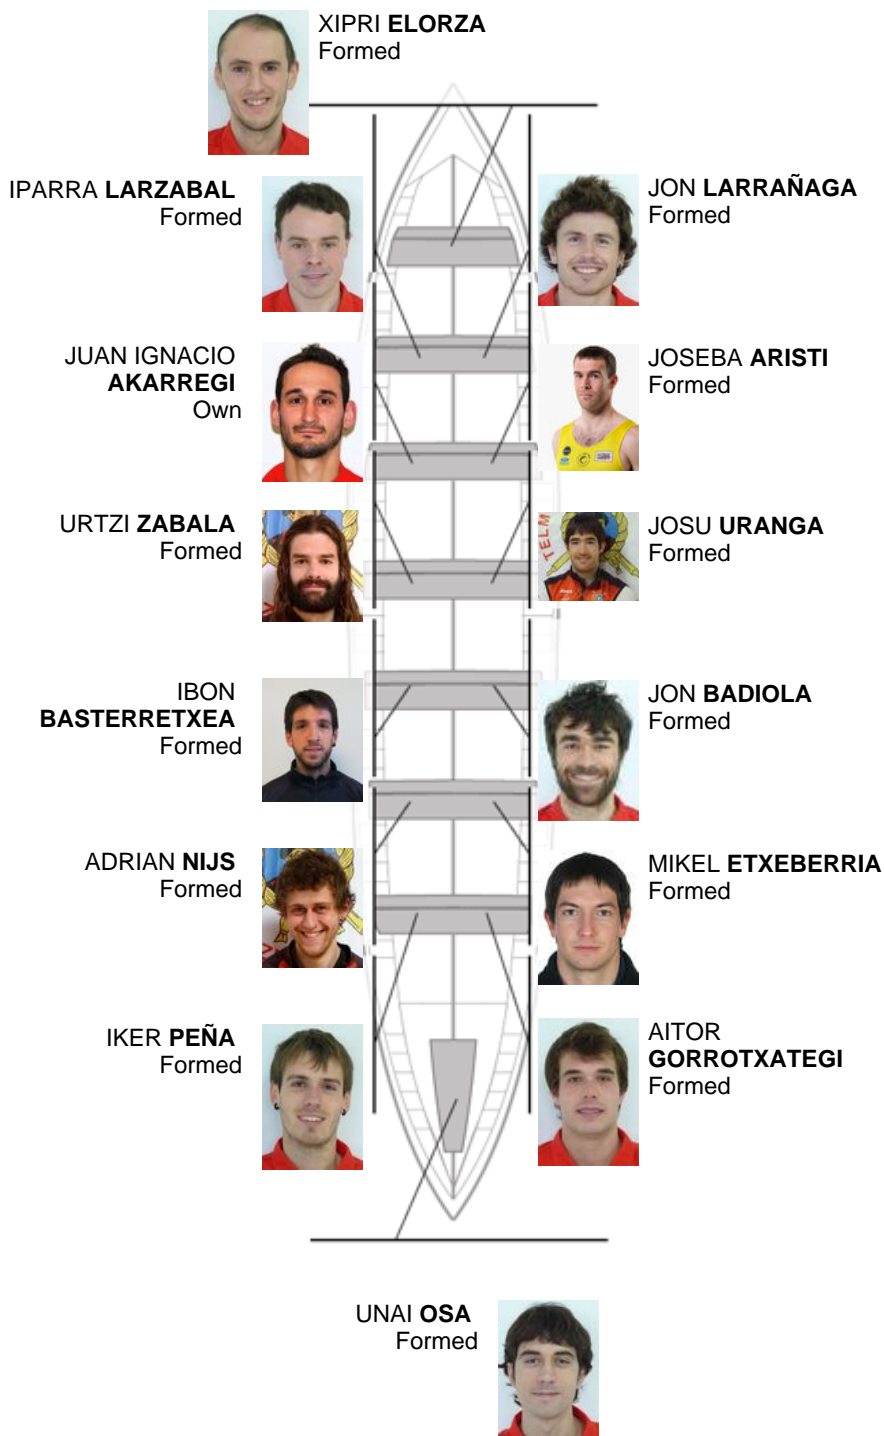 XIPRI ELORZA
Formed
IPARRA LARZABAL
Formed
JON LARRAÑAGA
Formed
JUAN IGNACIO
AKARREGI
Own
JOSEBA ARISTI
Formed
URTZI ZABALA
Formed
JOSU URANGA
Formed
TELM
IBON
BASTERRETXEA
Formed
JON BADIOLA
Formed
ADRIAN NIJS
Formed
MIKEL ETXEBERRIA
Formed
IKER PEÑA
Formed
AITOR
GORROTXATEGI
Formed
UNAI OSA
Formed